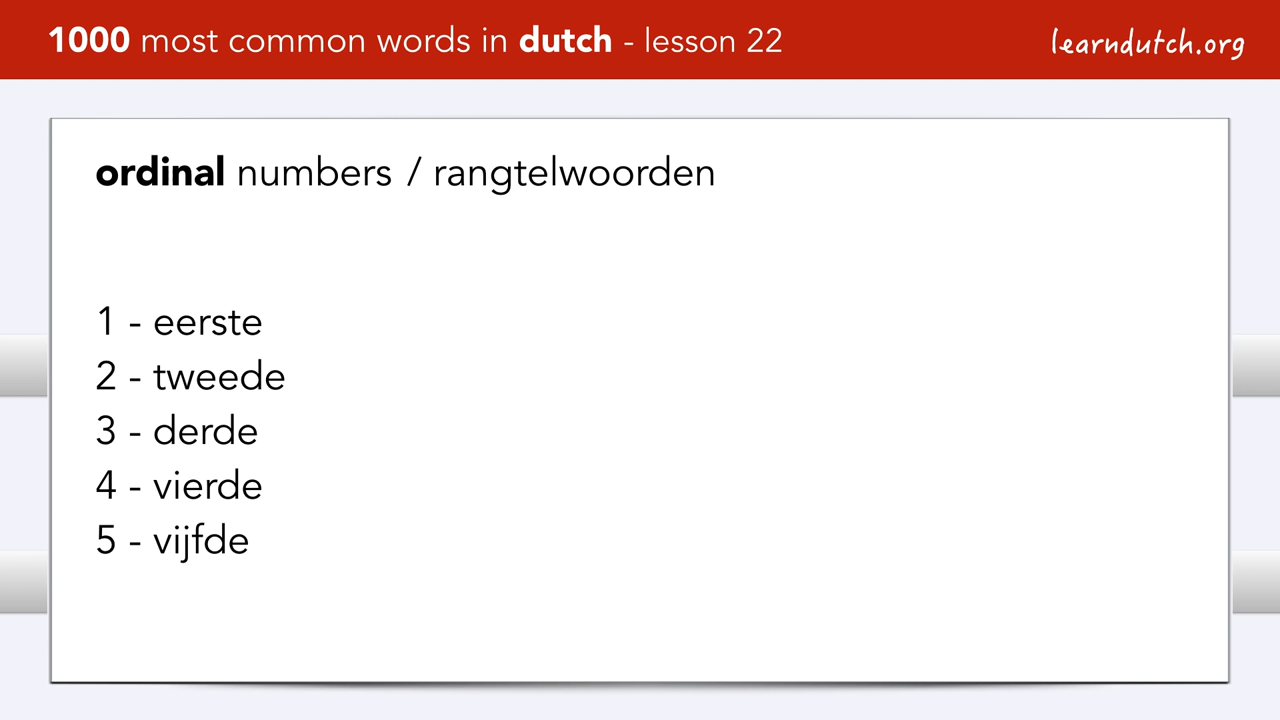 1000 most common words in dutch - lesson 22
learndutch.org
ordinal numbers / rangtelwoorden
1 - eerste
2 - tweede
3 - derde
4 - vierde
5 - vijfde